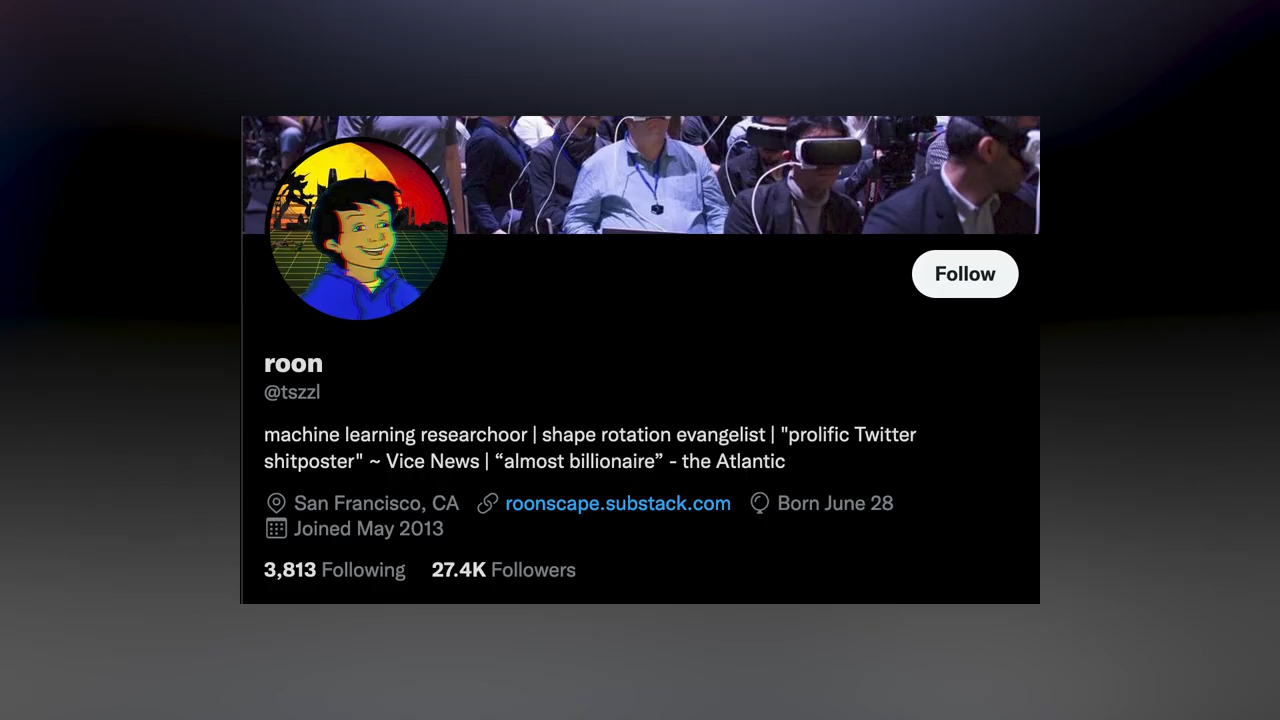 Follow
roon
@tszzl
machine learning researchoor | shape rotation evangelist | "prolific Twitter
shitposter" ~ Vice News | “almost billionaire” - the Atlantic
San Francisco, CA roonscape.substack.com Born June 28
Joined May 2013
3,813 Following 27.4K Followers